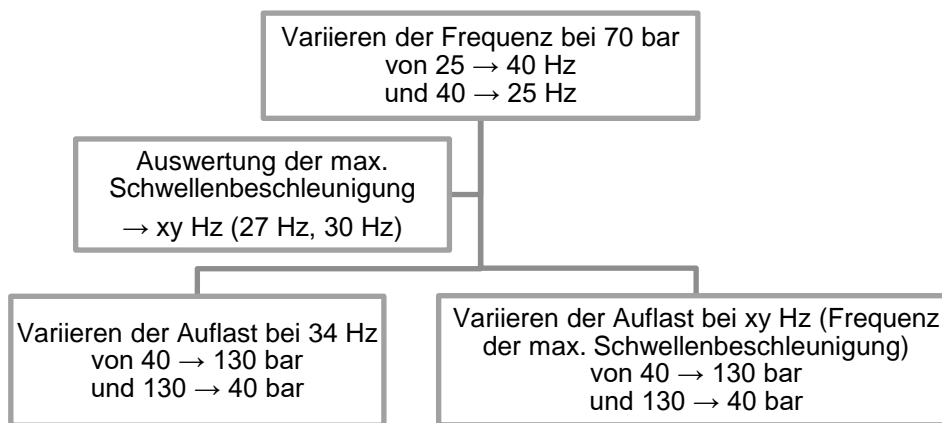 Variieren der Frequenz bei 70 bar
von 25 → 40 Hz
und 40 → 25 Hz
Auswertung der max.
Schwellenbeschleunigung
→ xy Hz (27 Hz, 30 Hz)
Variieren der Auflast bei 34 Hz
von 40 → 130 bar
und 130 → 40 bar
Variieren der Auflast bei xy Hz (Frequenz
der max. Schwellenbeschleunigung)
von 40 → 130 bar
und 130 → 40 bar